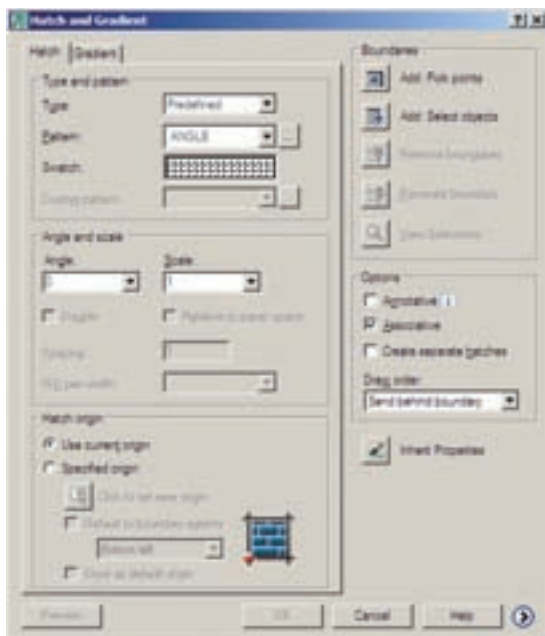 Hatch and Gradient
Hatch
Gradient
Type and pattern
Type:
Predefined
Pattern:
ANGLE
...
Swatch:
Custom pattern:
Angle and scale
Angle:
0
Scale:
1
Double
Relative to paper space
Spacing:
1
ISO pen width:
Hatch origin
Use current origin
Specified origin
Click to set new origin
Default to boundary extents
Bottom left
Store as default origin
Boundaries
Add: Pick points
Add: Select objects
Remove boundaries
Recreate boundary
View Selections
Options
Annotative
Associative
Create separate hatches
Draw order:
Send behind boundary
Inherit Properties
Preview
OK
Cancel
Help